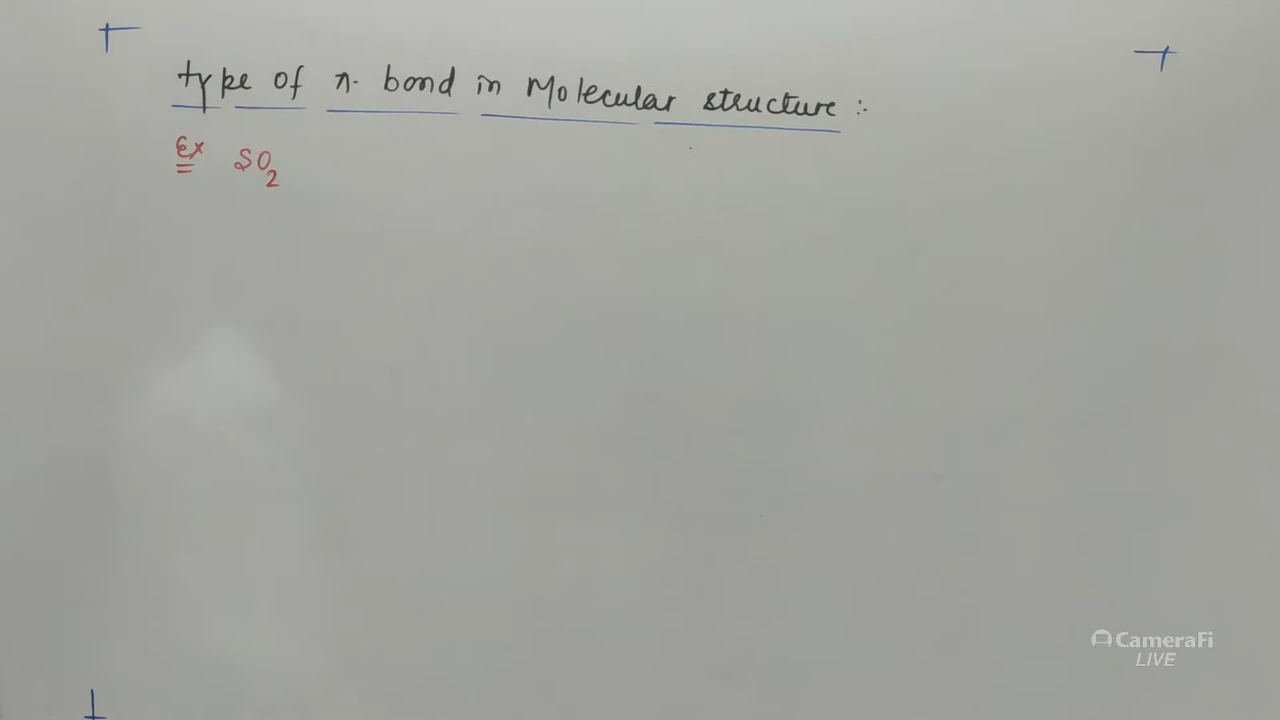 type of π- bond in Molecular structure :-
Ex SO2
CameraFi
LIVE